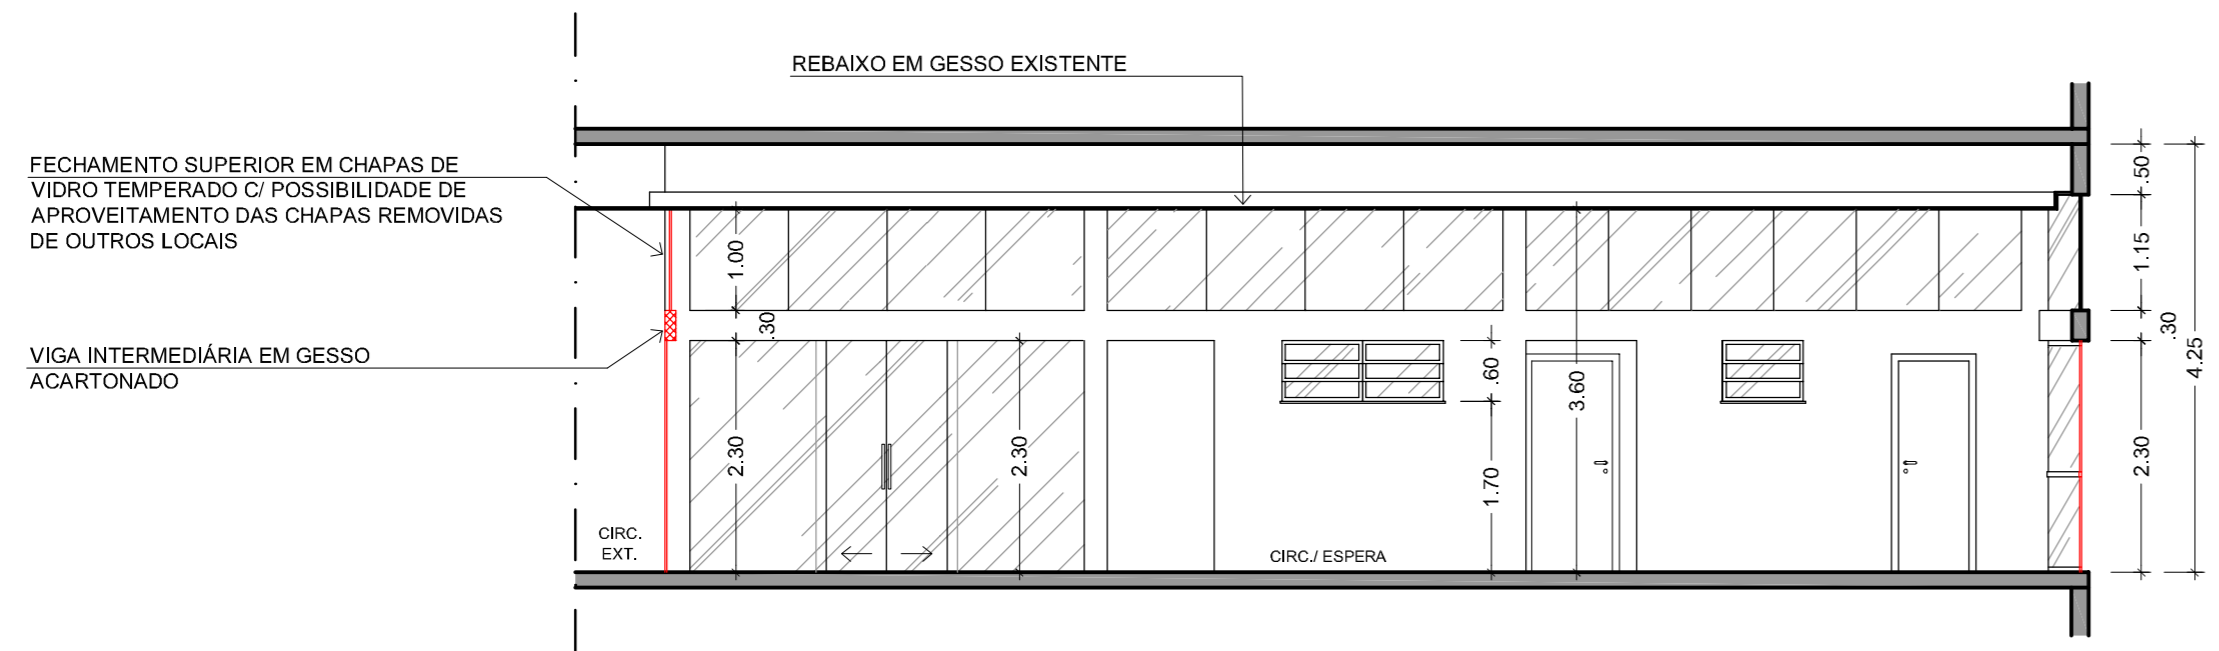 REBAIXO EM GESSO EXISTENTE
FECHAMENTO SUPERIOR EM CHAPAS DE
VIDRO TEMPERADO C/ POSSIBILIDADE DE
APROVEITAMENTO DAS CHAPAS REMOVIDAS
DE OUTROS LOCAIS
VIGA INTERMEDIÁRIA EM GESSO
ACARTONADO
1.00
.30
2.30
2.30
.60
1.70
3.60
.50
1.15
.30
2.30
4.25
CIRC.
EXT.
CIRC./ ESPERA